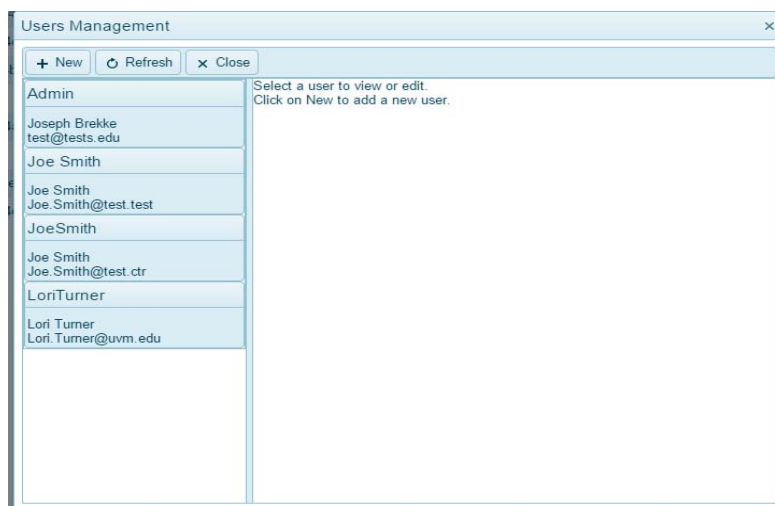 Users Management
New Refresh Close
Admin
Joseph Brekke
test@tests.edu
Joe Smith
Joe Smith
Joe.Smith@test.test
JoeSmith
Joe Smith
Joe.Smith@test.ctr
LoriTurner
Lori Turner
Lori.Turner@uvm.edu
Select a user to view or edit.
Click on New to add a new user.